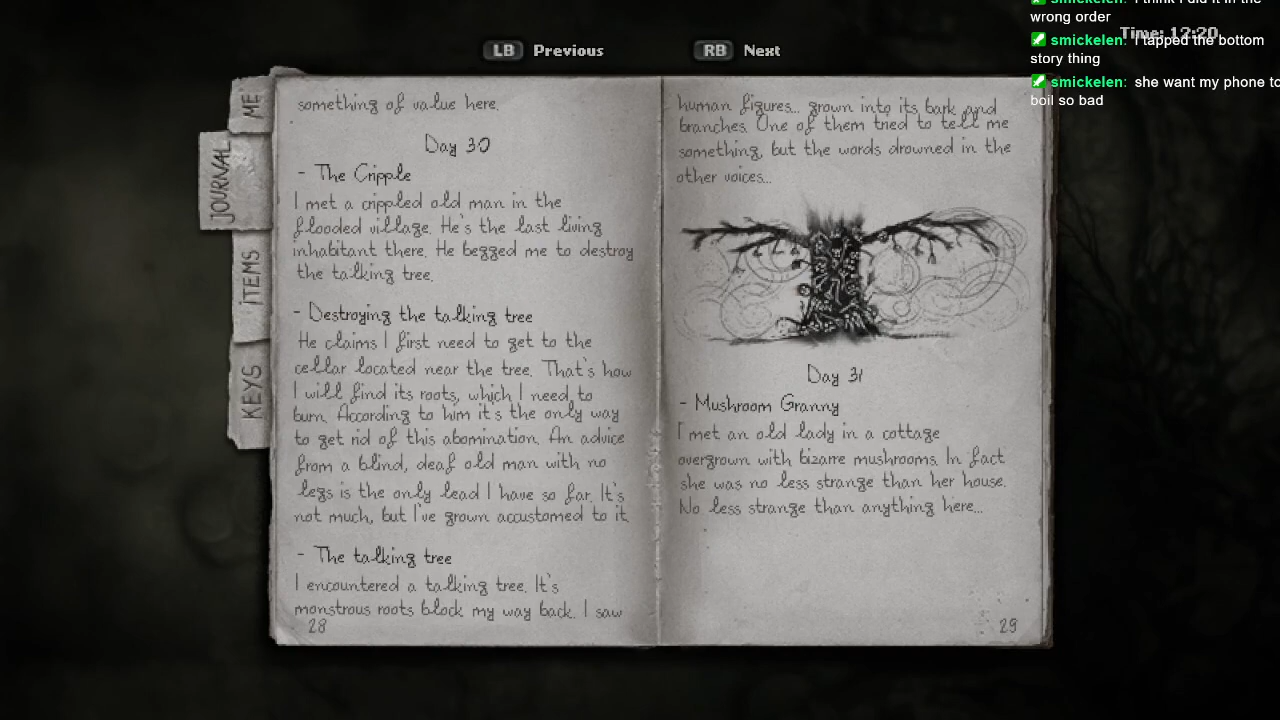 LB Previous
RB Next
Time: 12:20
smickelen: I think I did it in the
wrong order
smickelen: I tapped the bottom
story thing
smickelen: she want my phone to
boil so bad
ME
JOURNAL
ITEMS
KEYS
something of value here.
Day 30
- The Cripple
I met a crippled old man in the
flooded village. He's the last living
inhabitant there. He begged me to destroy
the talking tree.
- Destroying the talking tree
He claims I first need to get to the
cellar located near the tree. That's how
I will find its roots, which I need to
burn. According to him it's the only way
to get rid of this abomination. An advice
from a blind, deaf old man with no
legs is the only lead I have so far. It's
not much, but I've grown accustomed to it.
- The talking tree
I encountered a talking tree. It's
monstrous roots block my way back. I saw
28
human figures... grown into its bark and
branches. One of them tried to tell me
something, but the words drowned in the
other voices...
Day 31
- Mushroom Granny
I met an old lady in a cottage
overgrown with bizarre mushrooms. In fact
she was no less strange than her house.
No less strange than anything here...
29